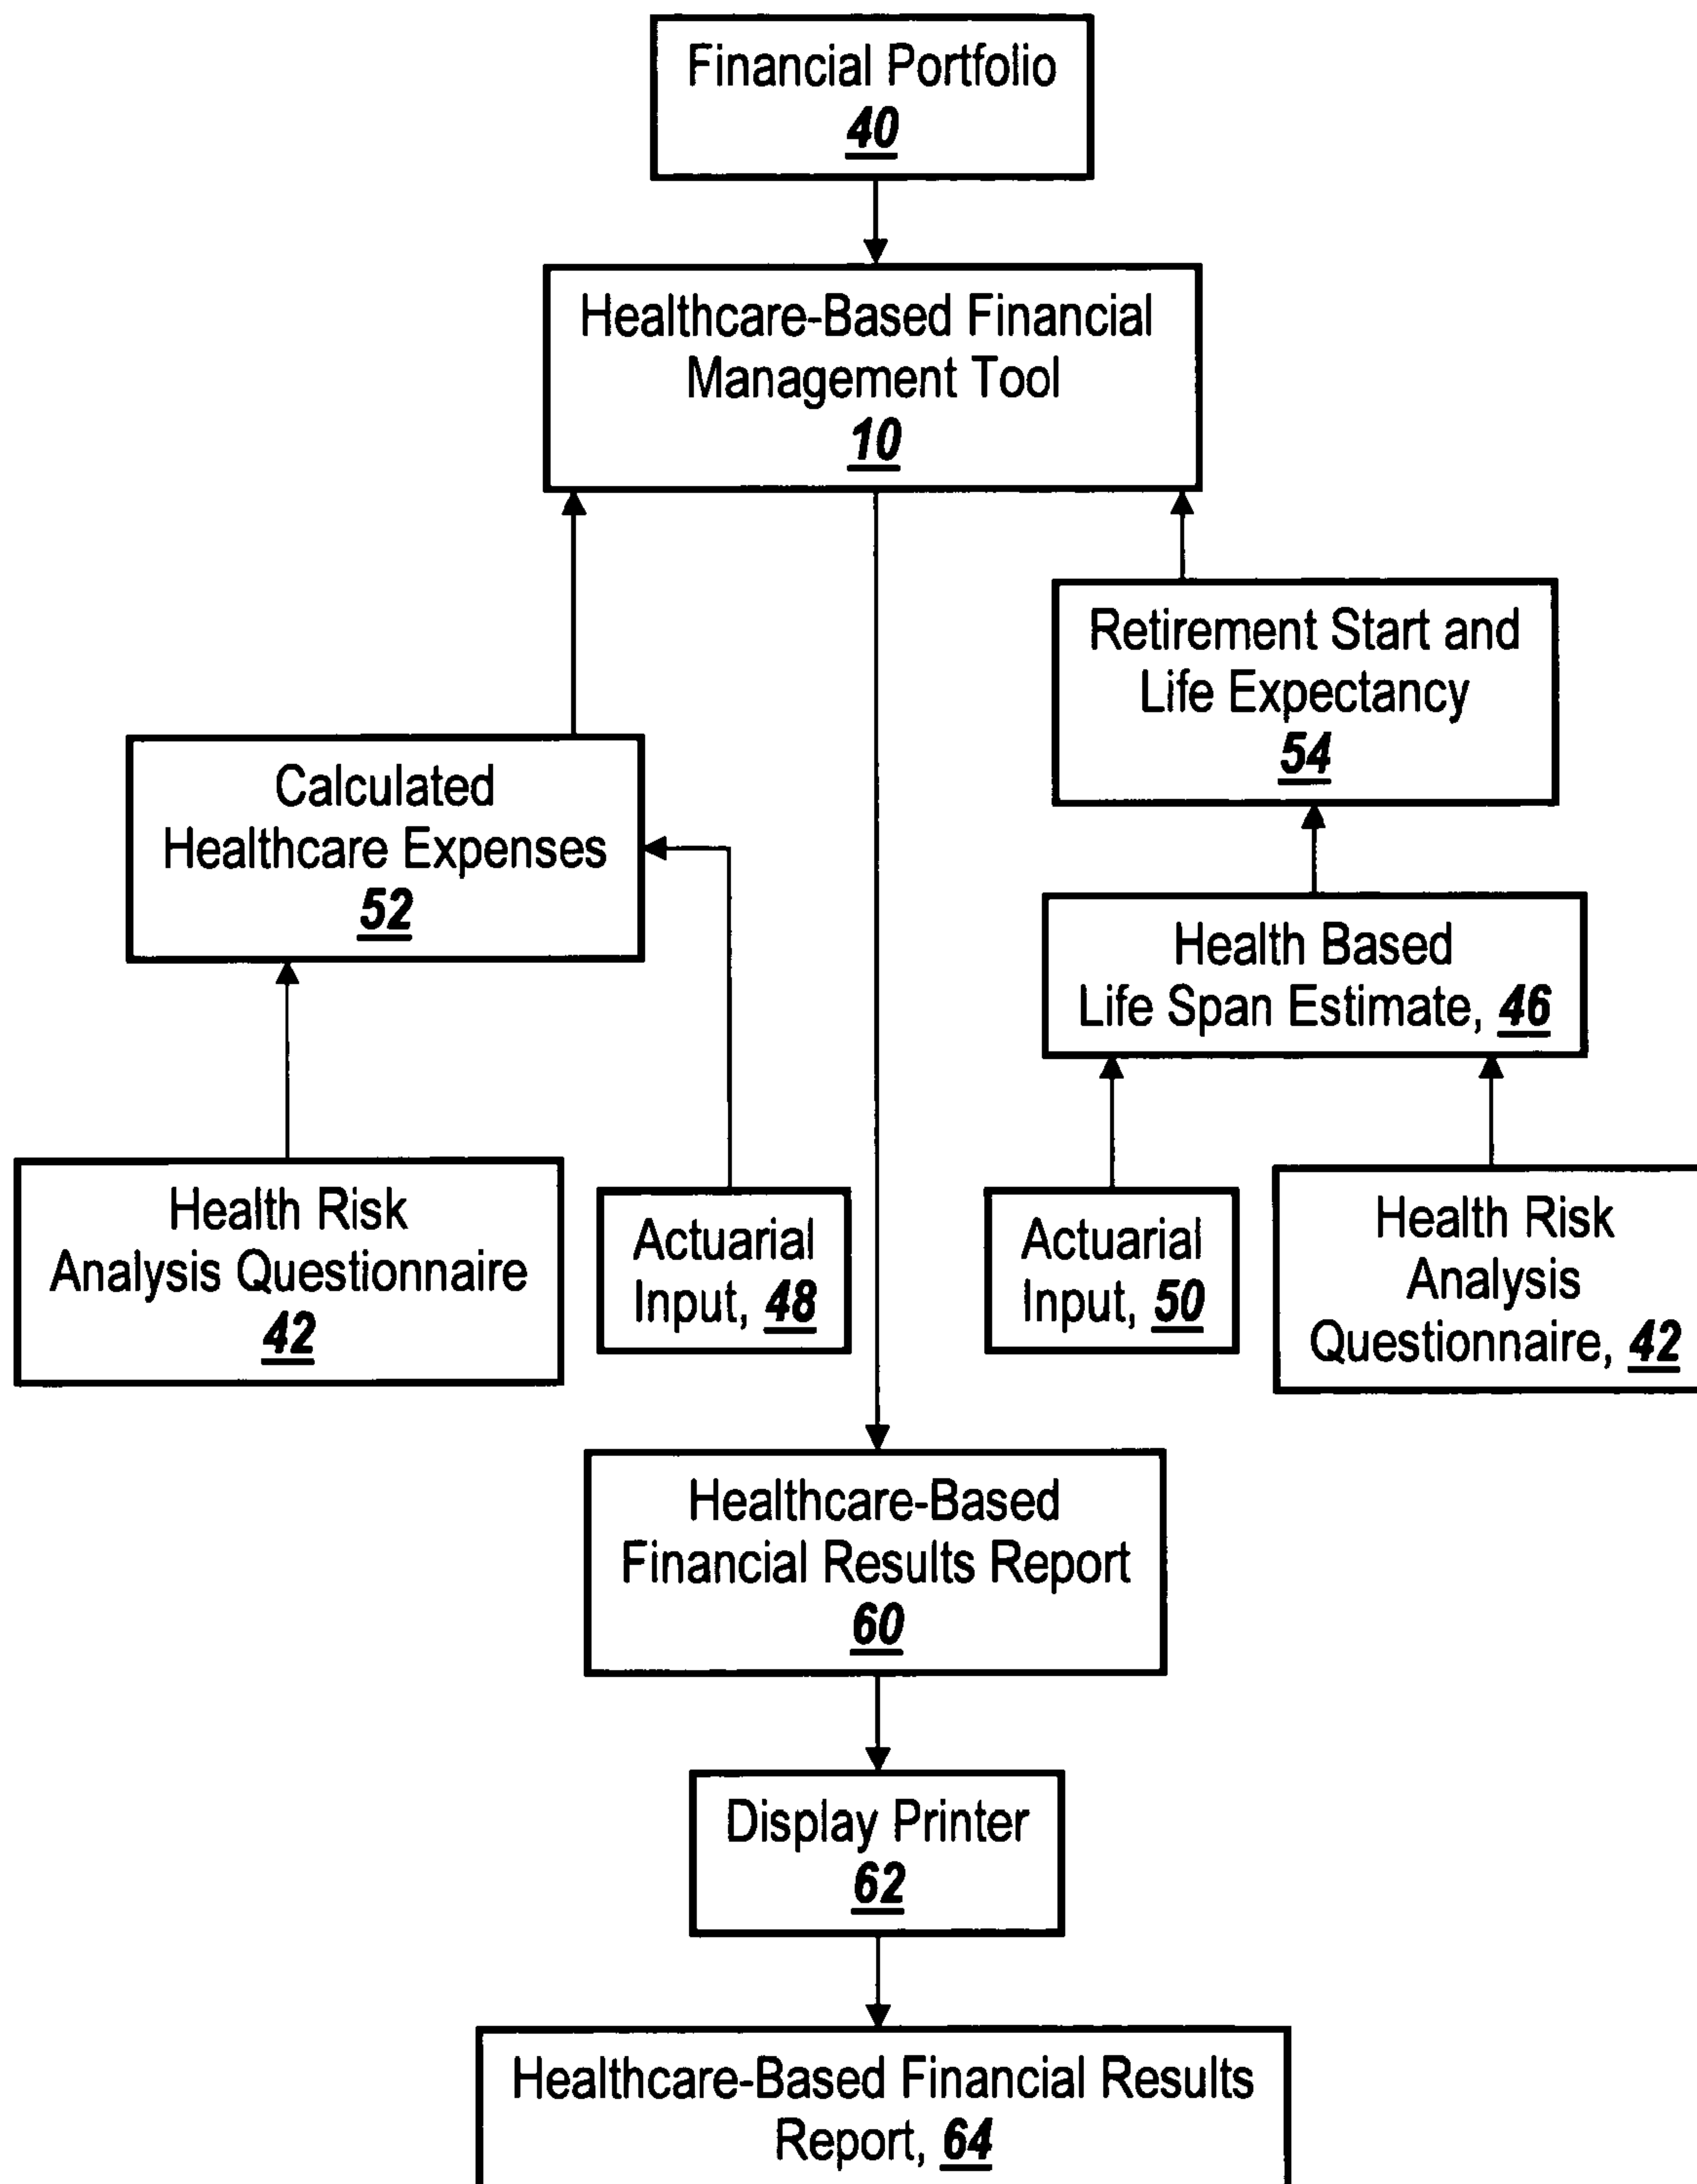 Financial Portfolio
40
Healthcare-Based Financial
Management Tool
10
Retirement Start and
Life Expectancy
54
Calculated
Healthcare Expenses
52
Health Based
Life Span Estimate, 46
Health Risk
Analysis Questionnaire
42
Actuarial
Input, 48
Actuarial
Input, 50
Health Risk
Analysis
Questionnaire, 42
Healthcare-Based
Financial Results Report
60
Display Printer
62
Healthcare-Based Financial Results
Report, 64